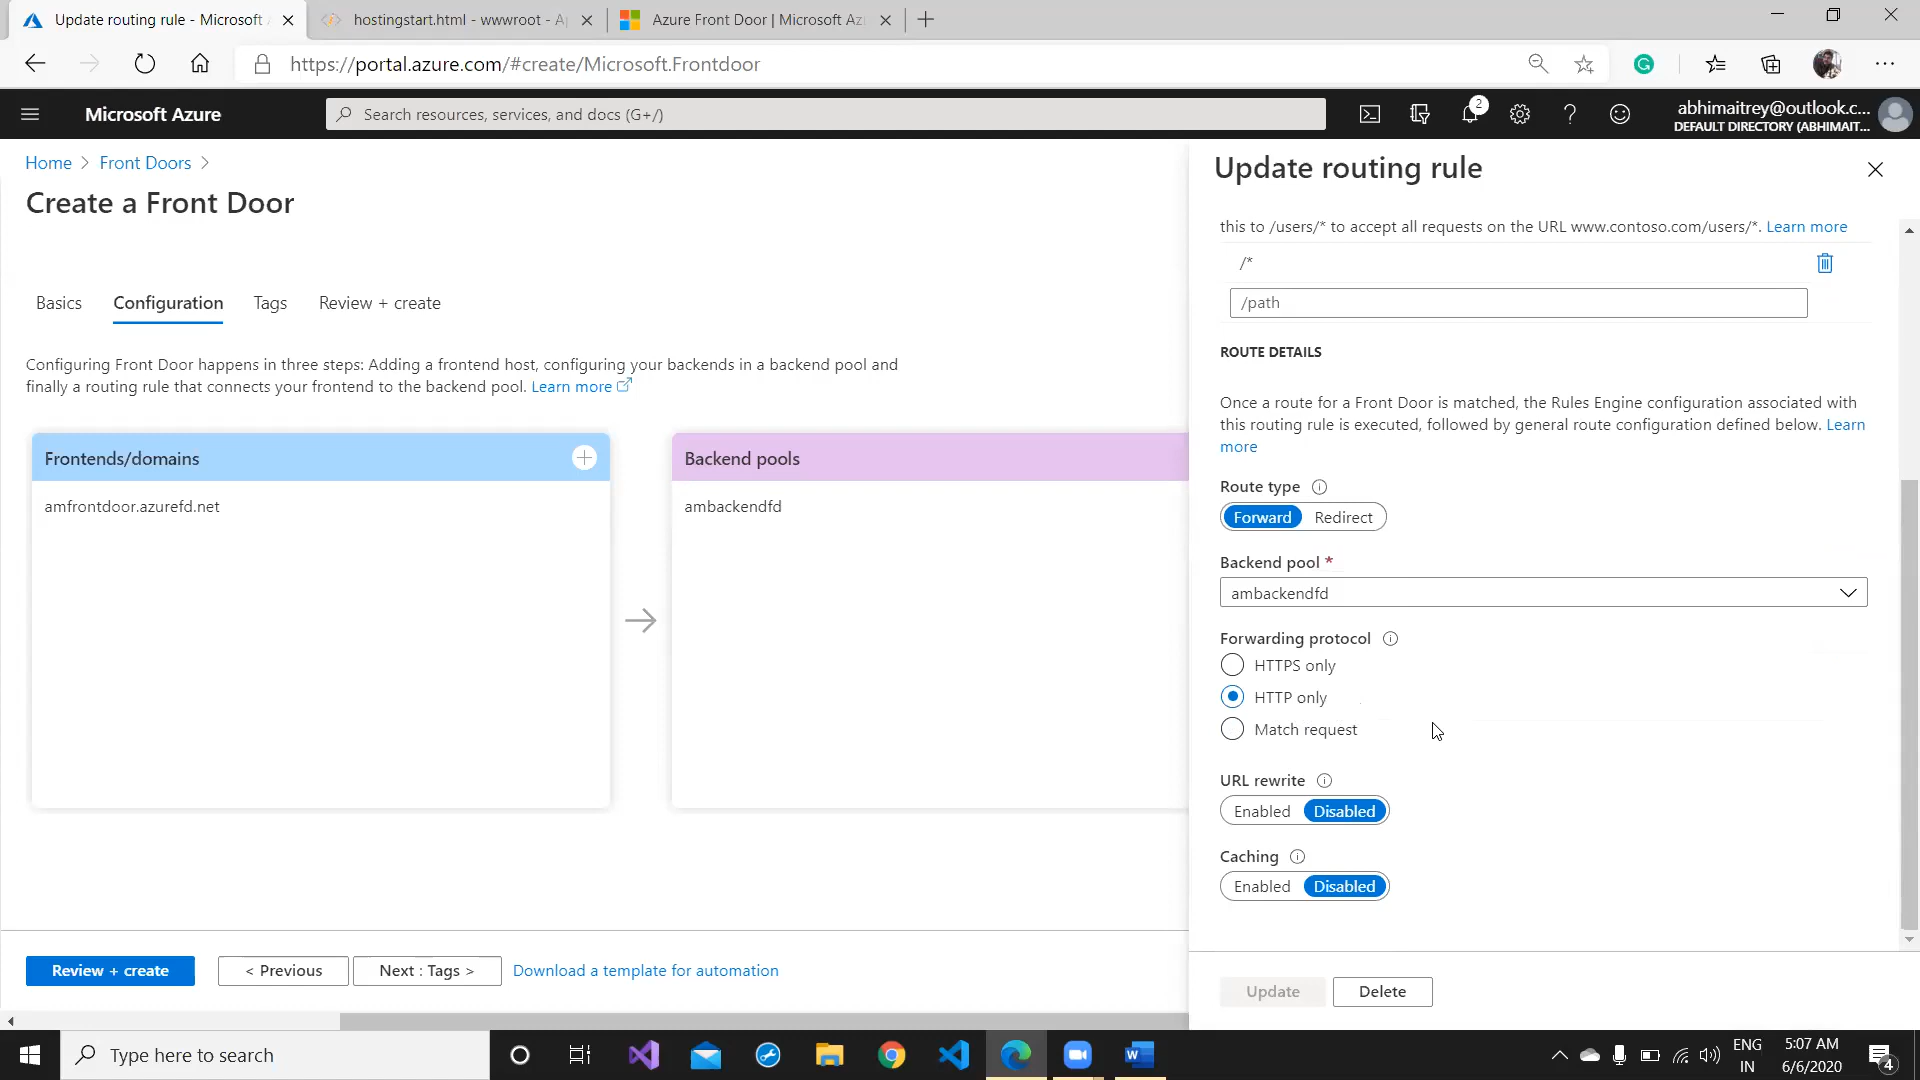 Update routing rule - Microsoft A
hostingstart.html - wwwroot - Ap
Azure Front Door | Microsoft Azu
https://portal.azure.com/#create/Microsoft.Frontdoor
Microsoft Azure
Search resources, services, and docs (G+/)
2
abhimaitrey@outlook.c...
DEFAULT DIRECTORY (ABHIMAIT...
Home > Front Doors >
Create a Front Door
Basics
Configuration
Tags
Review + create
Configuring Front Door happens in three steps: Adding a frontend host, configuring your backends in a backend pool and
finally a routing rule that connects your frontend to the backend pool. Learn more
Frontends/domains
amfrontdoor.azurefd.net
Backend pools
ambackendfd
Review + create
< Previous
Next : Tags >
Download a template for automation
Update routing rule
this to /users/* to accept all requests on the URL www.contoso.com/users/*. Learn more
/*
/path
ROUTE DETAILS
Once a route for a Front Door is matched, the Rules Engine configuration associated with
this routing rule is executed, followed by general route configuration defined below. Learn
more
Route type
Forward Redirect
Backend pool *
ambackendfd
Forwarding protocol
HTTPS only
HTTP only
Match request
URL rewrite
Enabled Disabled
Caching
Enabled Disabled
Update
Delete
Type here to search
ENG
IN
5:07 AM
6/6/2020
4